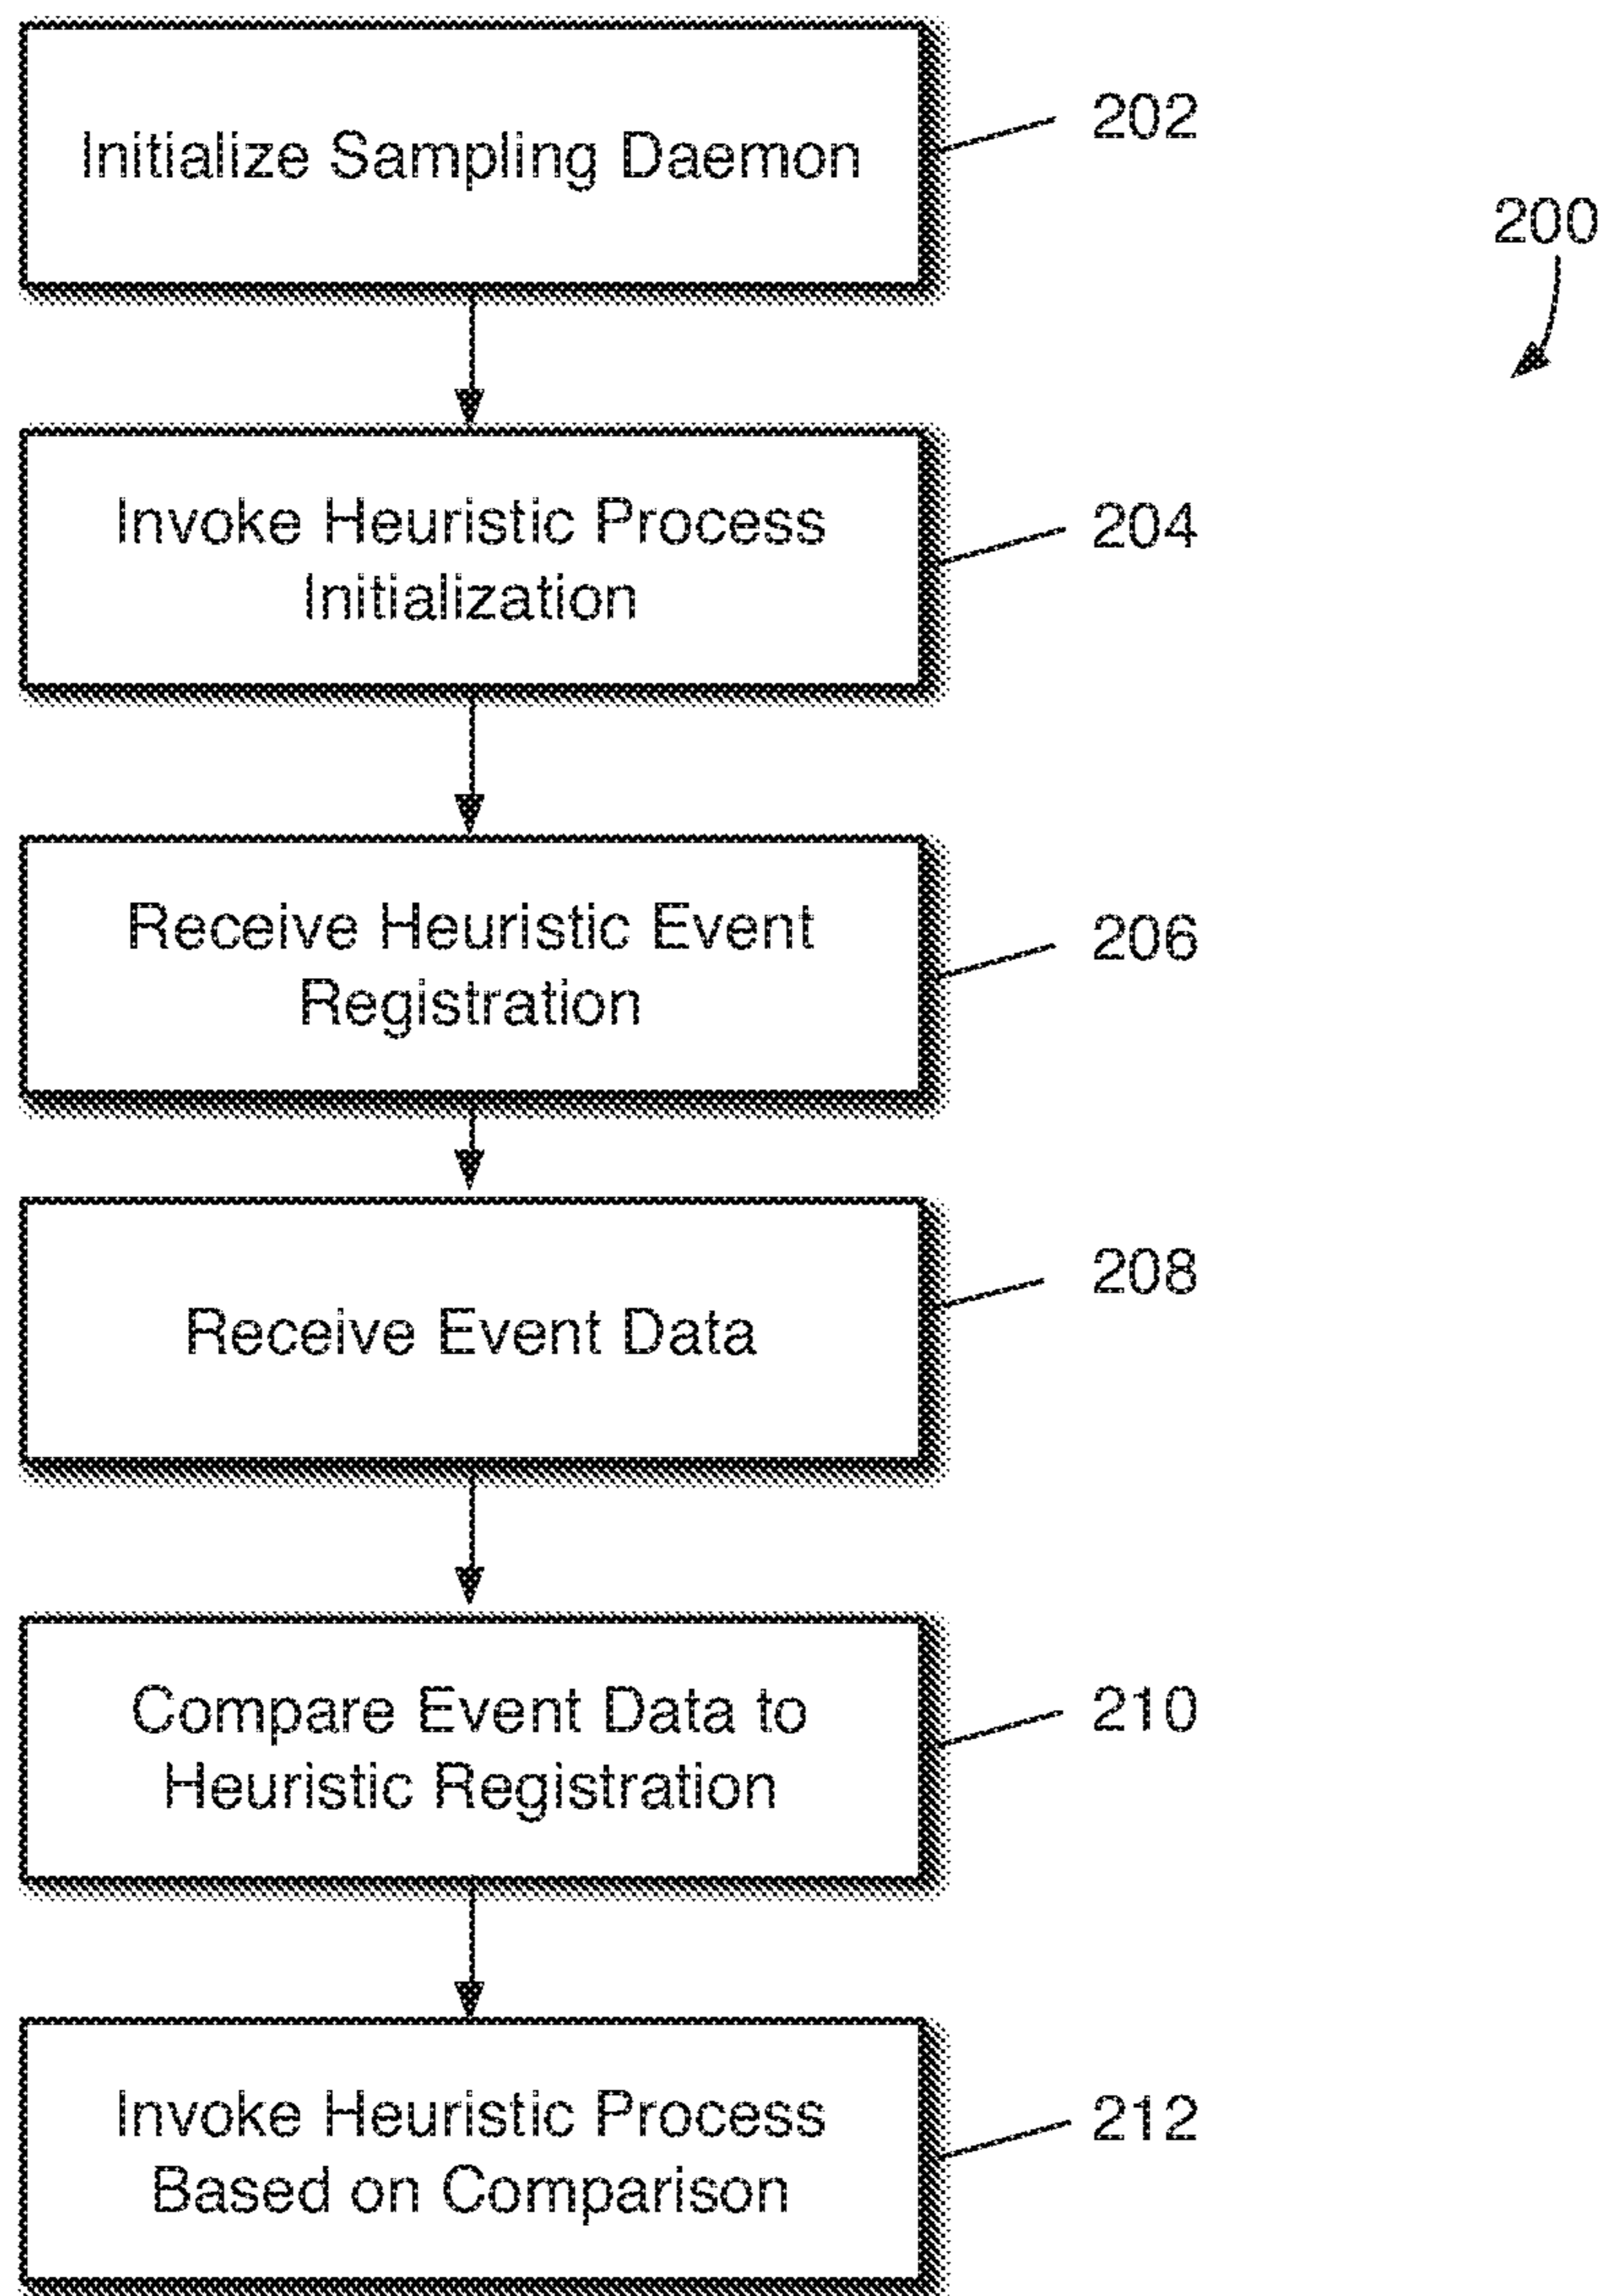 Initialize Sampling Daemon
202
200
Invoke Heuristic Process
Initialization
204
Receive Heuristic Event
Registration
206
Receive Event Data
208
Compare Event Data to
Heuristic Registration
210
Invoke Heuristic Process
Based on Comparison
212